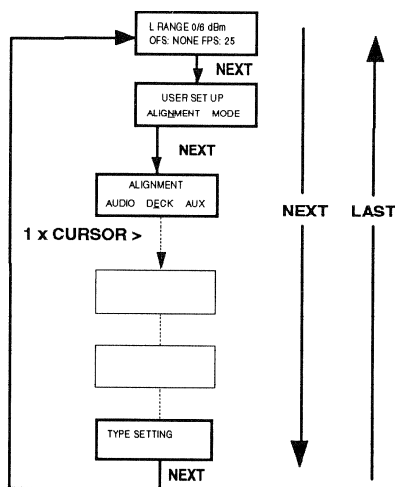 L RANGE 0/6 dBm
OFS: NONE FPS: 25
NEXT
USER SET UP
ALIGNMENT MODE
NEXT
ALIGNMENT
AUDIO DECK AUX
1 x CURSOR >
NEXT LAST
TYPE SETTING
NEXT